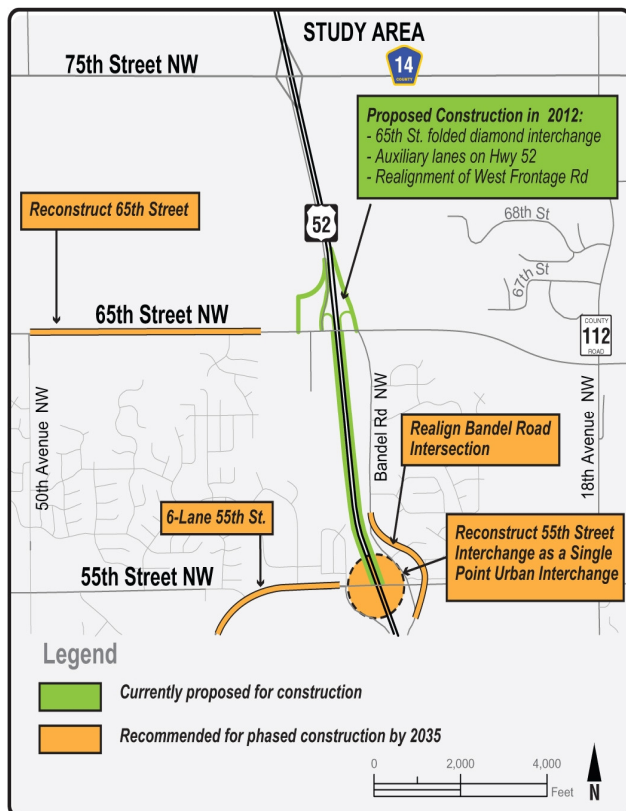 STUDY AREA
75th Street NW
14
COUNTY
Proposed Construction in 2012:
- 65th St. folded diamond interchange
- Auxiliary lanes on Hwy 52
- Realignment of West Frontage Rd
Reconstruct 65th Street
52
68th St
67th St
65th Street NW
COUNTY
112
ROAD
50th Avenue NW
Bandel Rd NW
18th Avenue NW
Realign Bandel Road
Intersection
6-Lane 55th St.
Reconstruct 55th Street
Interchange as a Single
Point Urban Interchange
55th Street NW
Legend
Currently proposed for construction
Recommended for phased construction by 2035
0 2,000 4,000
Feet
N